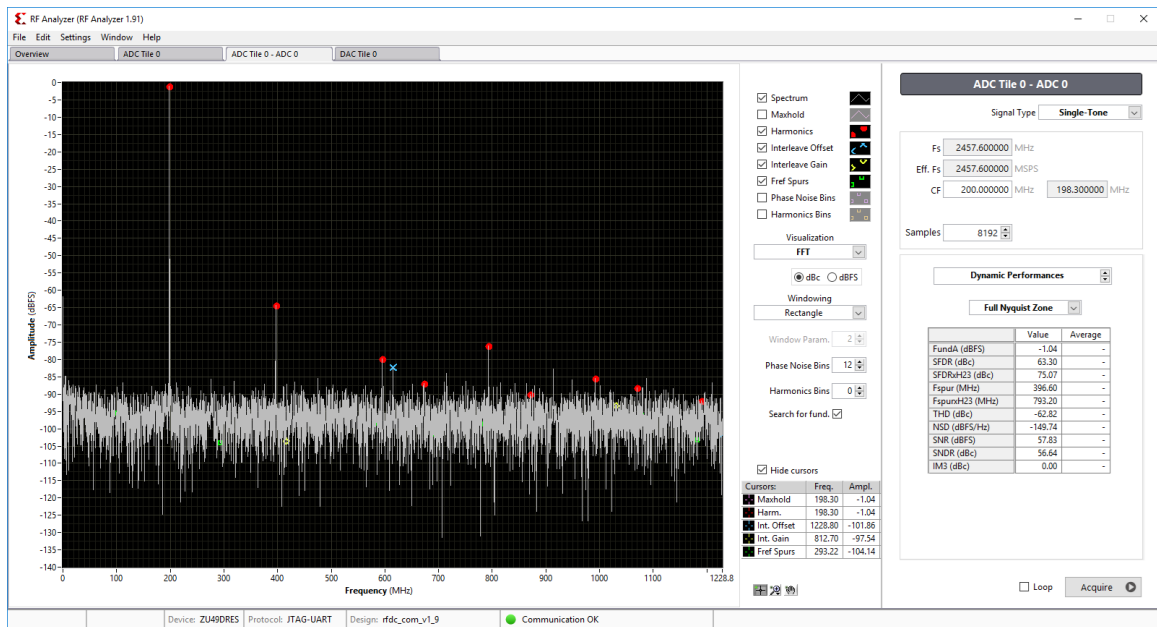 RF Analyzer (RF Analyzer 1.91)
File Edit Settings Window Help
Overview ADC Tile 0 ADC Tile 0 - ADC 0 DAC Tile 0
0
-5
-10
-15
-20
-25
-30
-35
-40
-45
-50
-55
-60
-65
-70
-75
-80
-85
-90
-95
-100
-105
-110
-115
-120
-125
-130
-135
-140
Amplitude (dBFS)
0 100 200 300 400 500 600 700 800 900 1000 1100 1228.8
Frequency (MHz)
Spectrum
Maxhold
Harmonics
Interleave Offset
Interleave Gain
Fref Spurs
Phase Noise Bins
Harmonics Bins
Visualization
FFT
dBc dBFS
Windowing
Rectangle
Window Param. 2
Phase Noise Bins 12
Harmonics Bins 0
Search for fund.
Hide cursors
Cursors: Freq. Ampl.
Maxhold 198.30 -1.04
Harm. 198.30 -1.04
Int. Offset 1228.80 -101.86
Int. Gain 812.70 -97.54
Fref Spurs 293.22 -104.14
ADC Tile 0 - ADC 0
Signal Type Single-Tone
Fs 2457.600000 MHz
Eff. Fs 2457.600000 MSPS
CF 200.000000 MHz 198.300000 MHz
Samples 8192
Dynamic Performances
Full Nyquist Zone
Value Average
FundA (dBFS) -1.04 -
SFDR (dBc) 63.30 -
SFDRxH23 (dBc) 75.07 -
Fspur (MHz) 396.60 -
FspurxH23 (MHz) 793.20 -
THD (dBc) -62.82 -
NSD (dBFS/Hz) -149.74 -
SNR (dBFS) 57.83 -
SNDR (dBc) 56.64 -
IM3 (dBc) 0.00 -
Loop Acquire
Device: ZU49DRES Protocol: JTAG-UART Design: rfdc_com_v1_9 Communication OK